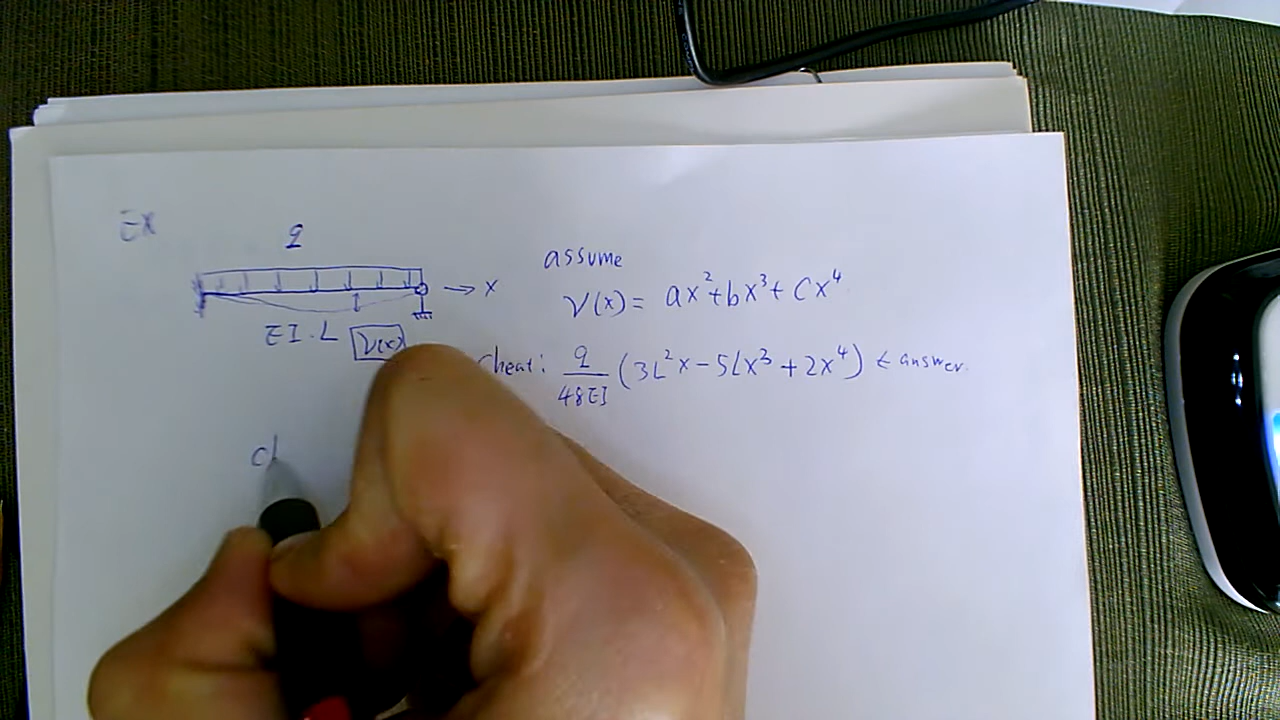 EX
q
→ x
EI.L V(x)
assume
V(x) = ax²+bx³+cx⁴
cheat: q/48EI (3L²x-5Lx³+2x⁴) ← answer.